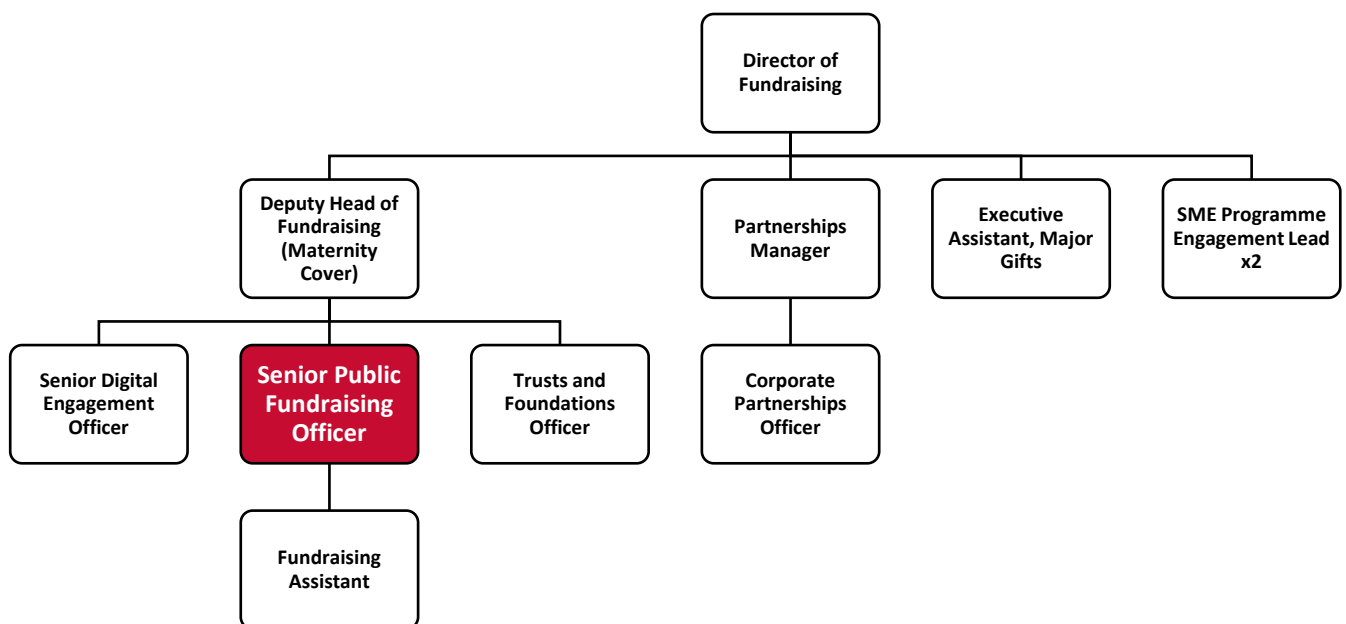 Director of
Fundraising
Deputy Head of
Fundraising
(Maternity
Cover)
Partnerships
Manager
Executive
Assistant, Major
Gifts
SME Programme
Engagement Lead
x2
Senior Digital
Engagement
Officer
Senior Public
Fundraising
Officer
Trusts and
Foundations
Officer
Corporate
Partnerships
Officer
Fundraising
Assistant